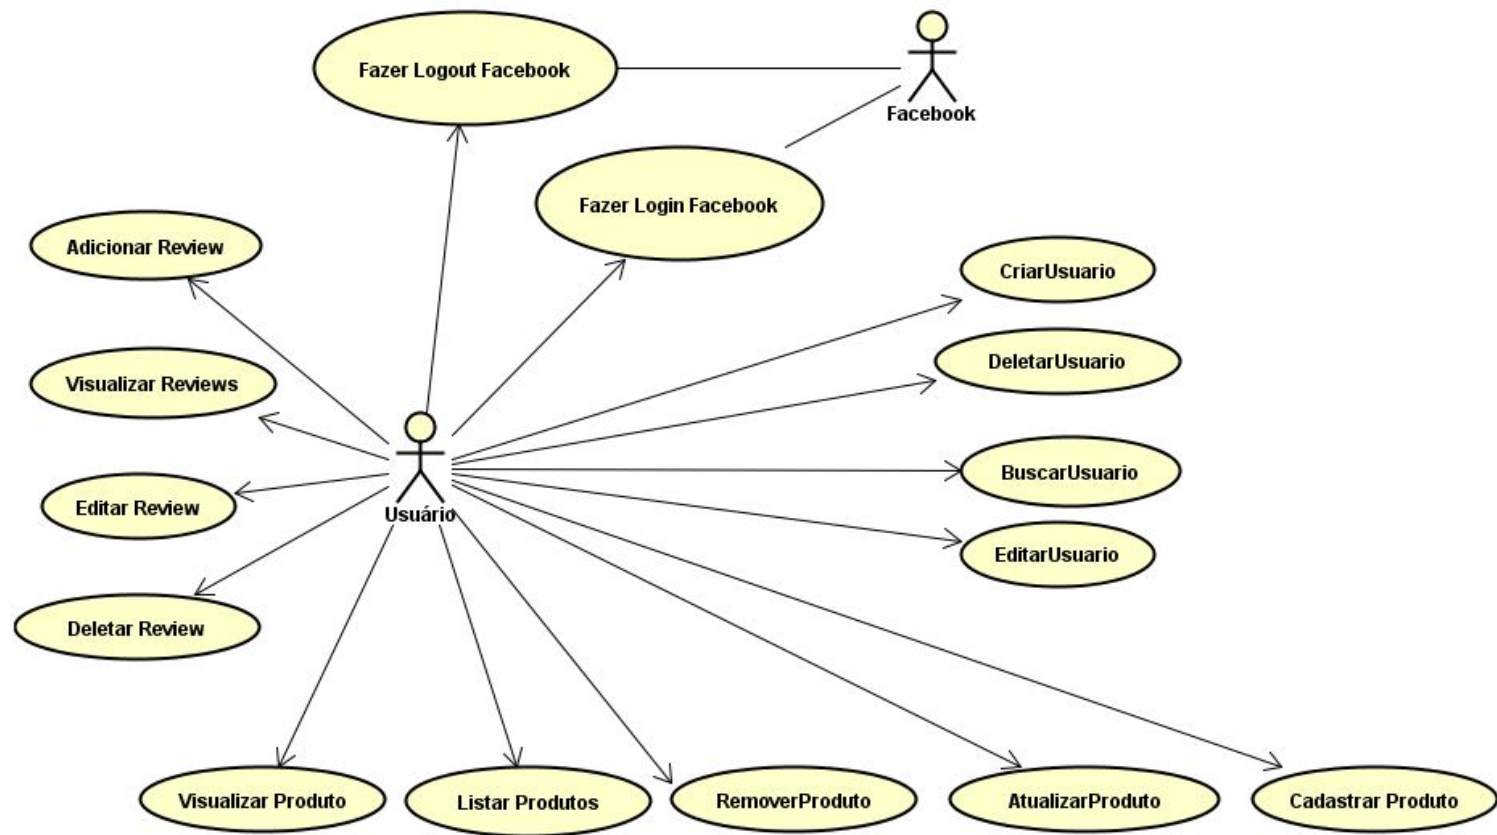 Fazer Logout Facebook
Facebook
Fazer Login Facebook
Adicionar Review
CriarUsuario
Visualizar Reviews
DeletarUsuario
BuscarUsuario
Editar Review
Usuário
EditarUsuario
Deletar Review
Visualizar Produto
Listar Produtos
RemoverProduto
AtualizarProduto
Cadastrar Produto